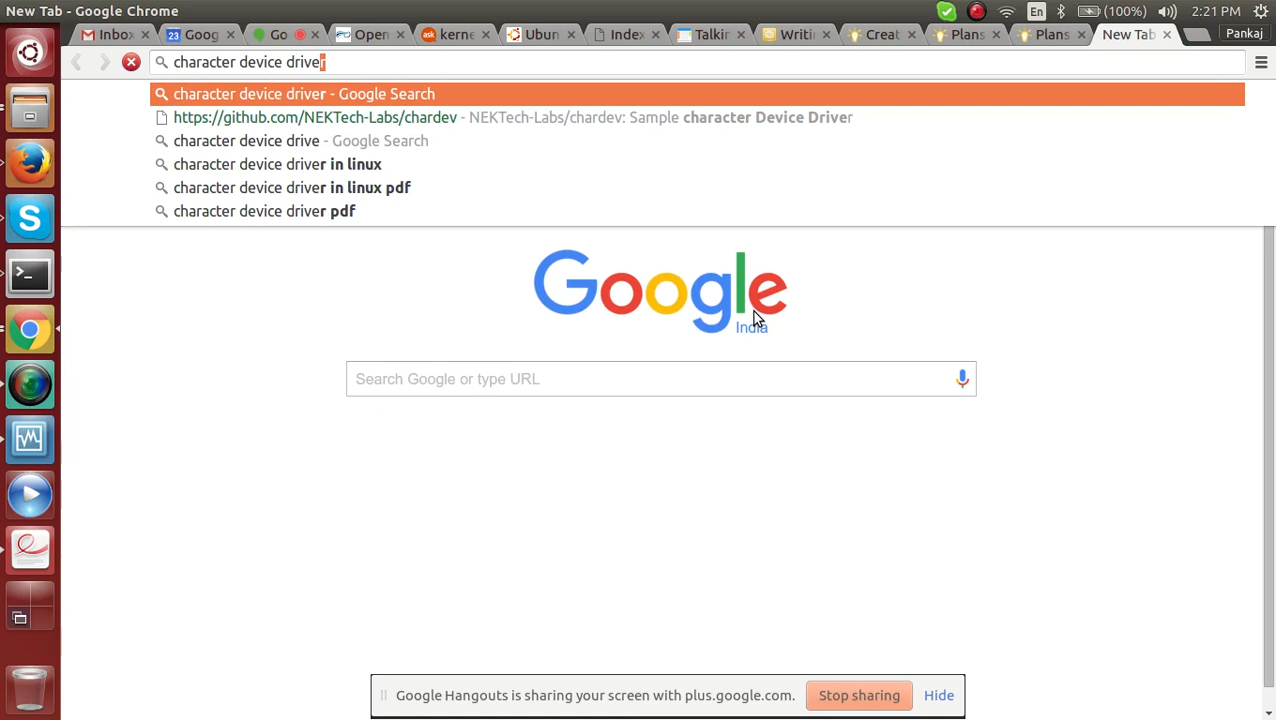 New Tab - Google Chrome
En
(100%)
2:21 PM
Inbox
Goog
Go
Open
kerne
Ubun
Index
Talkin
Writin
Creat
Plans
Plans
New Tab
Pankaj
character device driver
character device driver - Google Search
https://github.com/NEKTech-Labs/chardev - NEKTech-Labs/chardev: Sample character Device Driver
character device drive - Google Search
character device driver in linux
character device driver in linux pdf
character device driver pdf
Google
India
Search Google or type URL
Google Hangouts is sharing your screen with plus.google.com.
Stop sharing
Hide
23
ask
S
>_